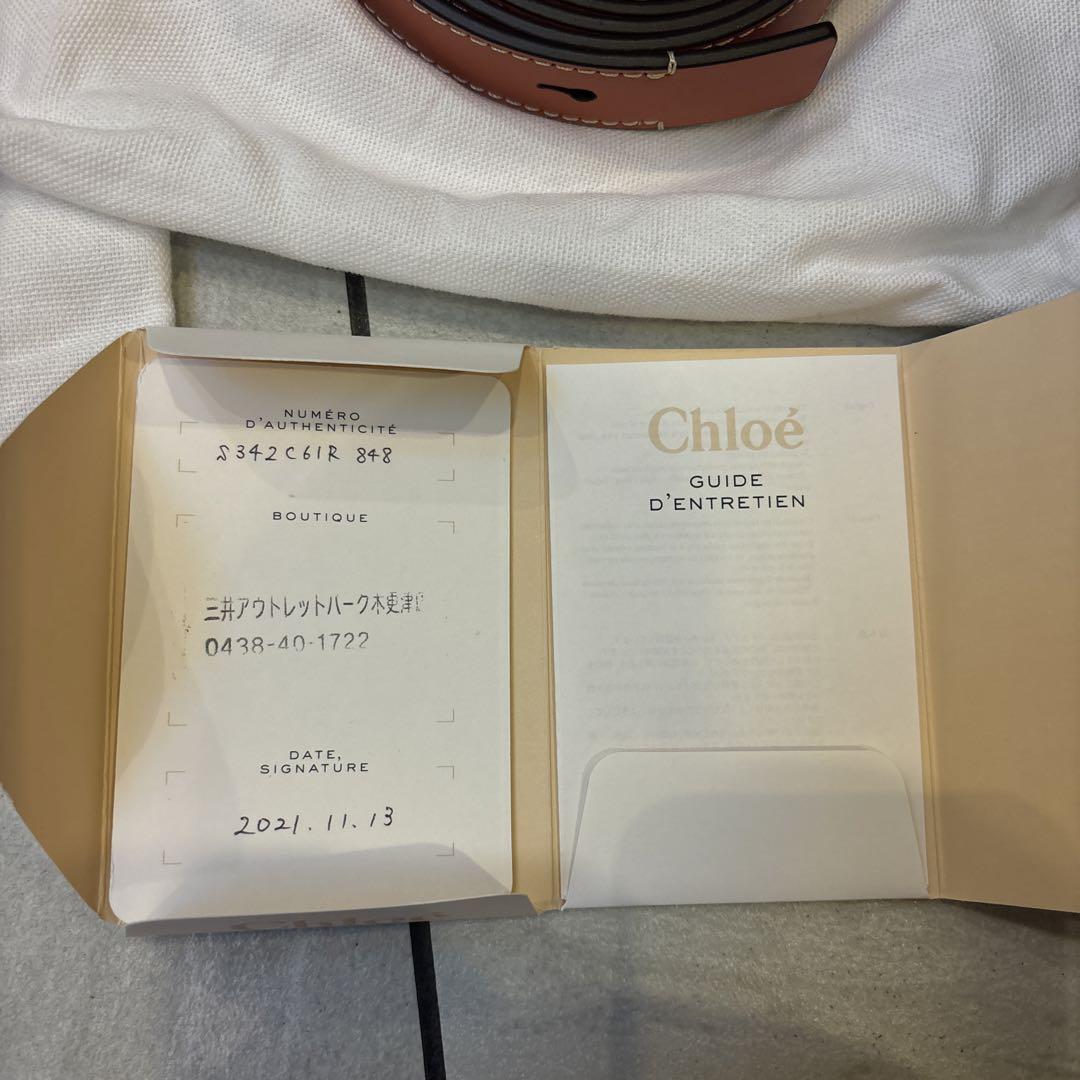 NUMÉRO
D'AUTHENTICITÉ
S342C61R 848
BOUTIQUE
三井アウトレットパーク木更津
0438-40-1722
DATE,
SIGNATURE
2021.11.13
Chloé
GUIDE
D'ENTRETIEN